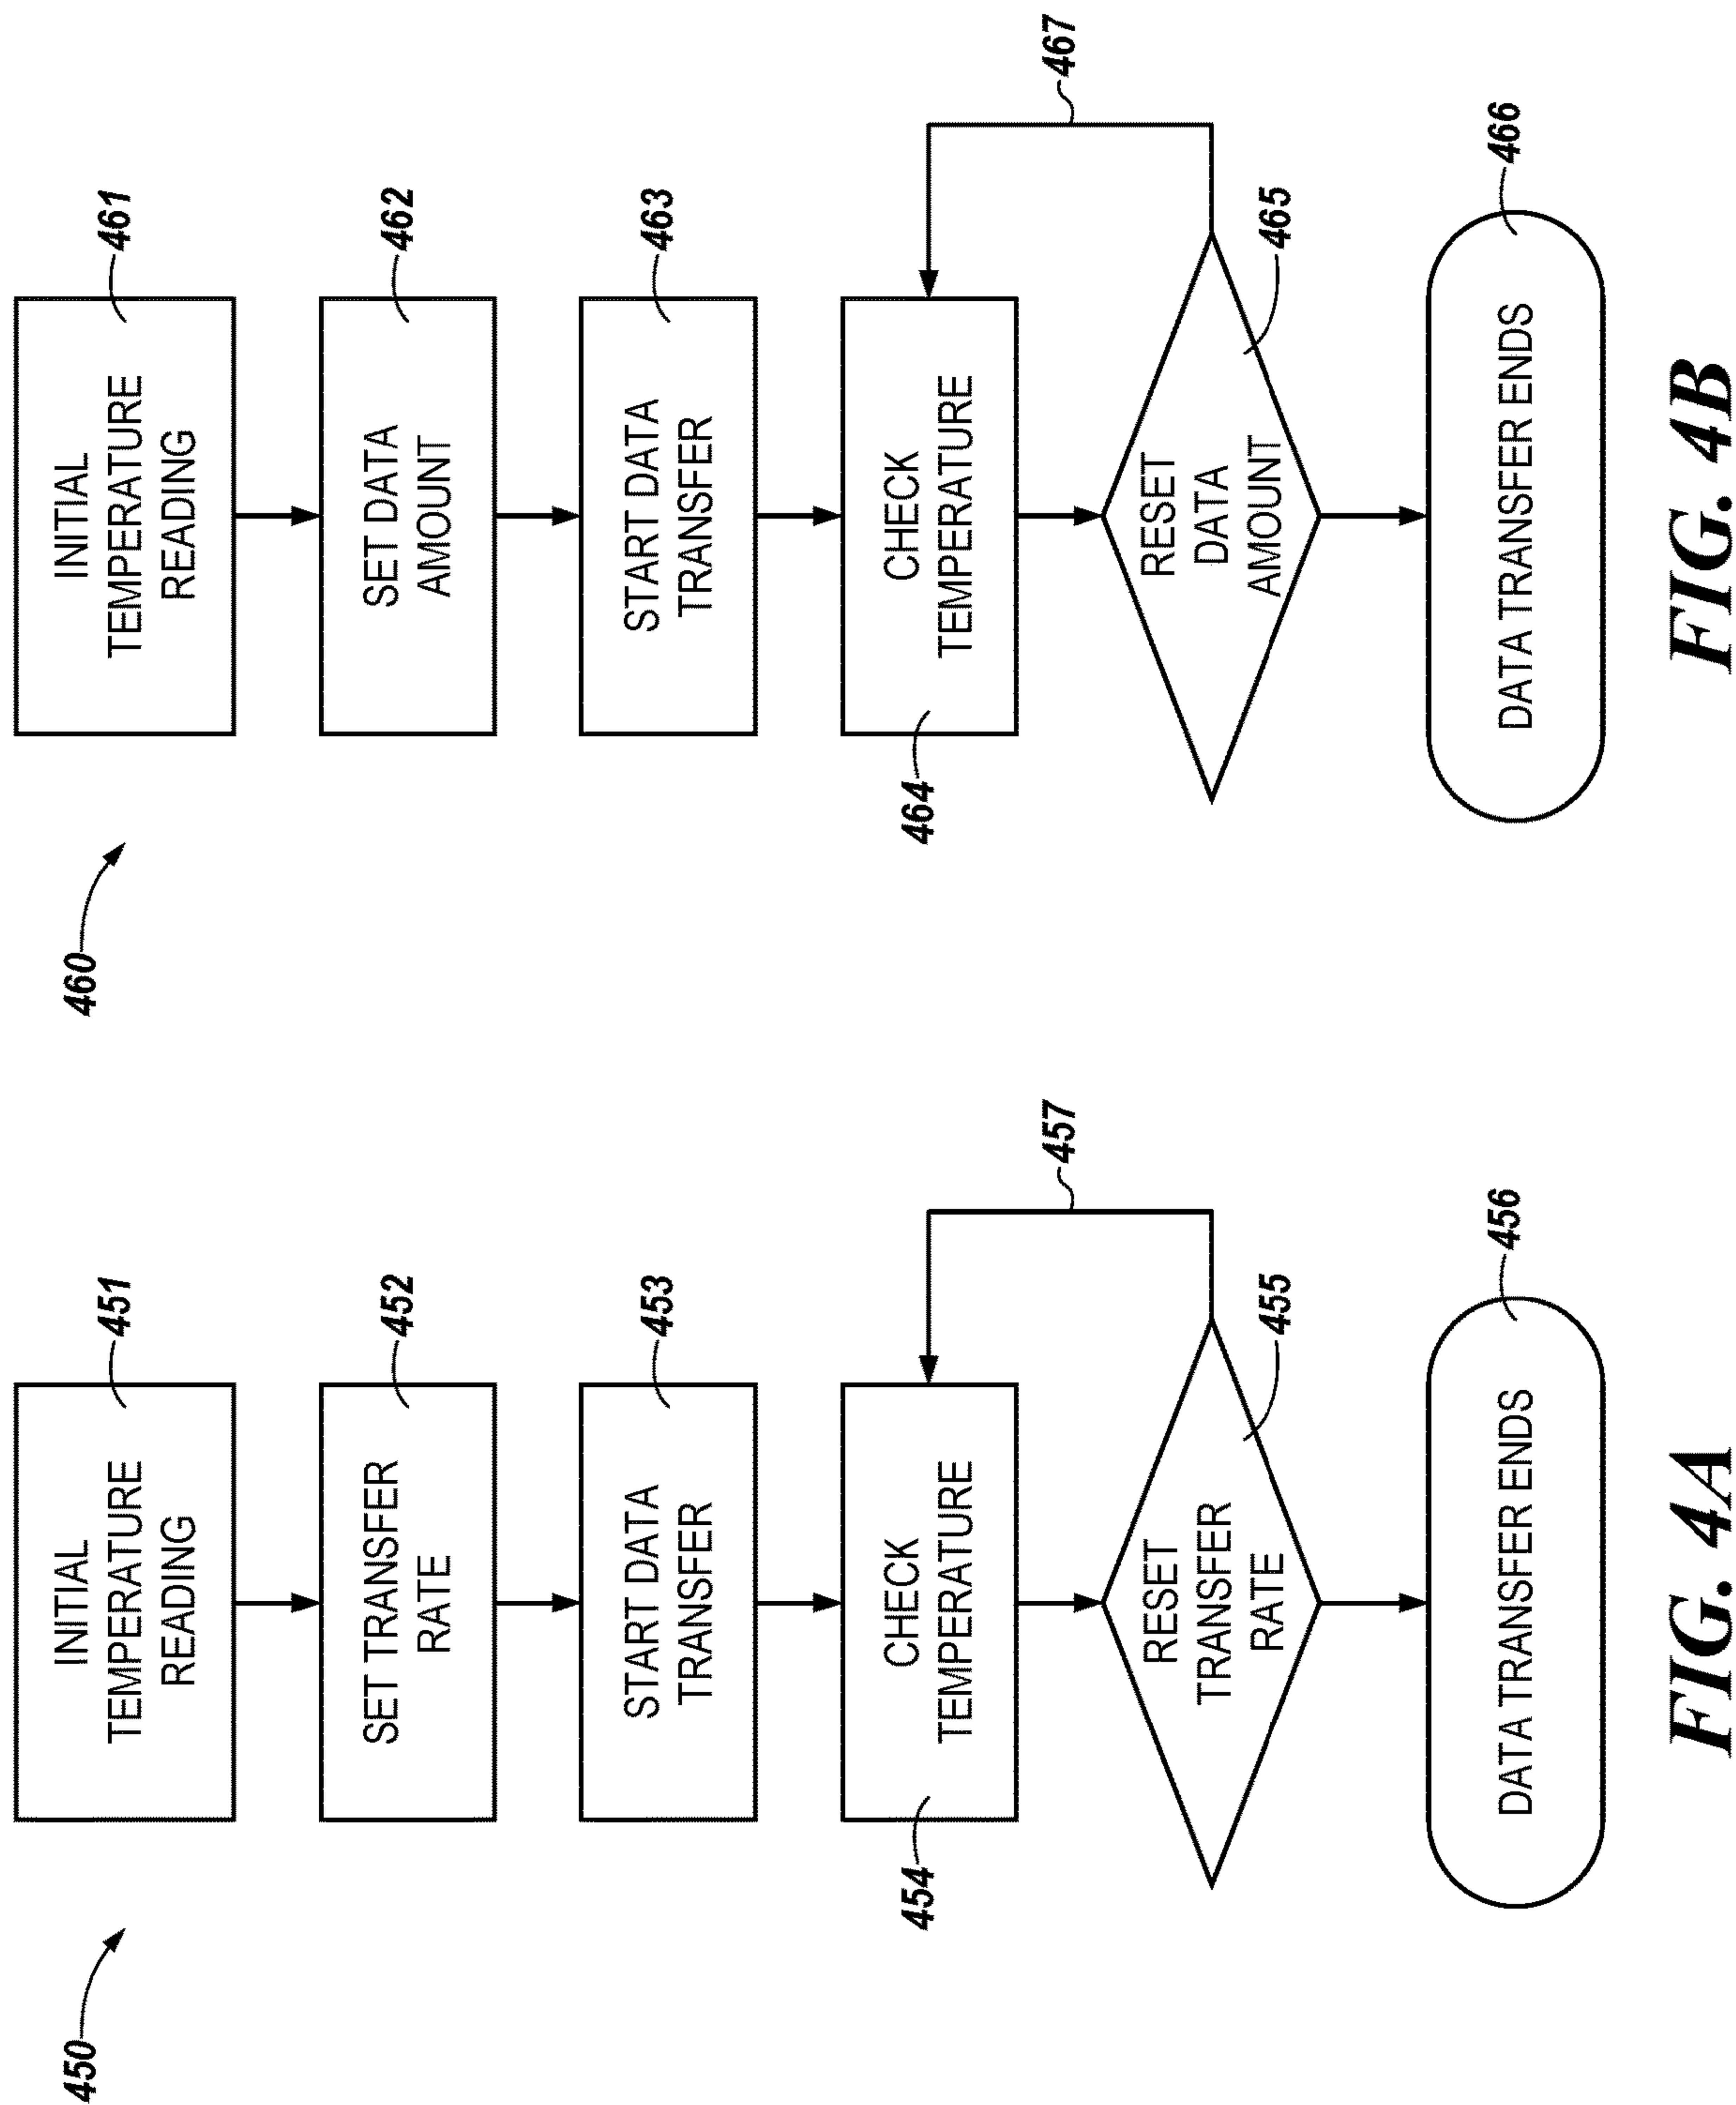 450
INITIAL
TEMPERATURE
READING
451
SET TRANSFER
RATE
452
START DATA
TRANSFER
453
CHECK
TEMPERATURE
454
457
RESET
TRANSFER
RATE
455
DATA TRANSFER ENDS
456
FIG. 4A
460
INITIAL
TEMPERATURE
READING
461
SET DATA
AMOUNT
462
START DATA
TRANSFER
463
CHECK
TEMPERATURE
464
467
RESET
DATA
AMOUNT
465
DATA TRANSFER ENDS
466
FIG. 4B